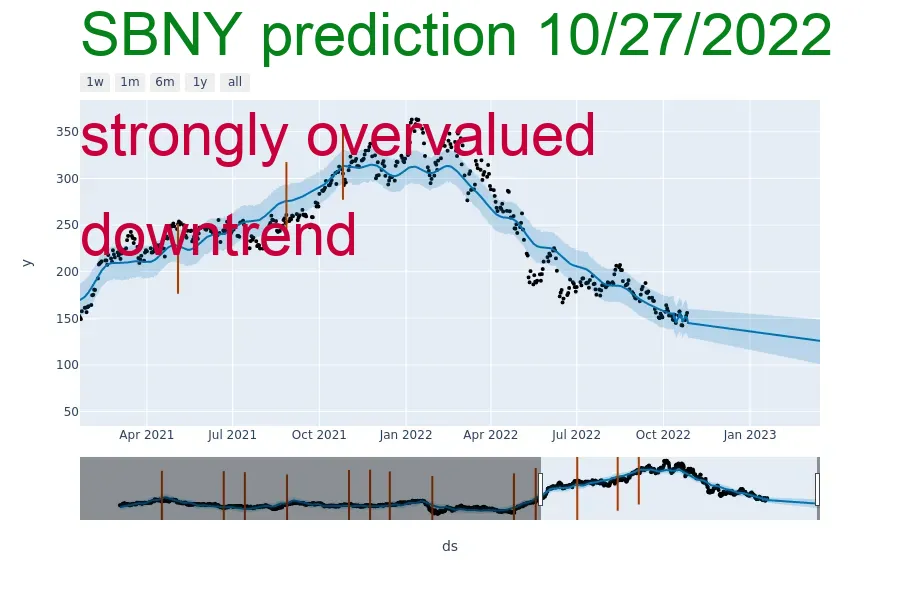 SBNY prediction 10/27/2022
1w 1m 6m 1y all
strongly overvalued
downtrend
350
300
250
200
150
100
50
y
Apr 2021 Jul 2021 Oct 2021 Jan 2022 Apr 2022 Jul 2022 Oct 2022 Jan 2023
ds